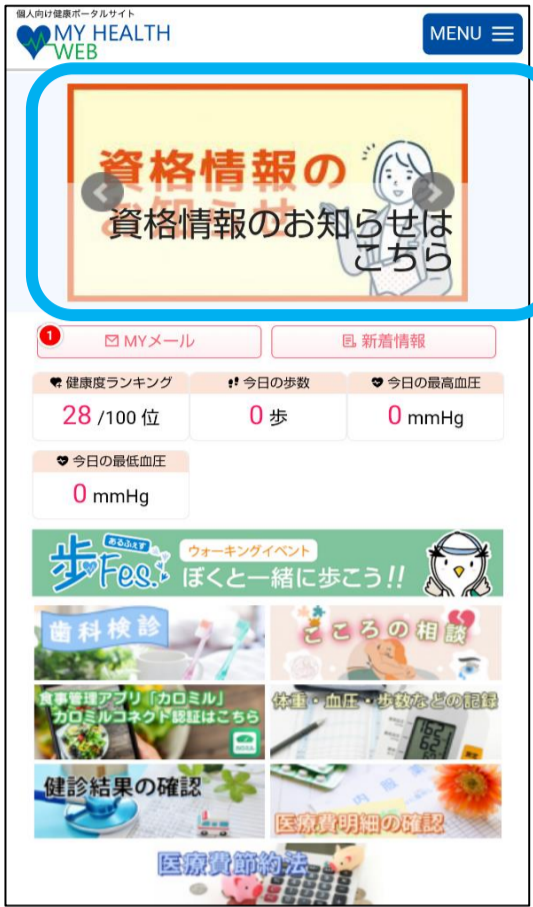 個人向け健康ポータルサイト
MY HEALTH
WEB
MENU
資格情報の
お知らせ
資格情報のお知らせは
こちら
1
MYメール
新着情報
健康度ランキング
今日の歩数
今日の最高血圧
28 /100 位
0 歩
0 mmHg
今日の最低血圧
0 mmHg
あるふぇす
歩Fes.
ウォーキングイベント
ぼくと一緒に歩こう!!
歯科検診
こころの相談
食事管理アプリ「カロミル」
カロミルコネクト認証はこちら
体重・血圧・歩数などの記録
健診結果の確認
医療費明細の確認
医療費節約法